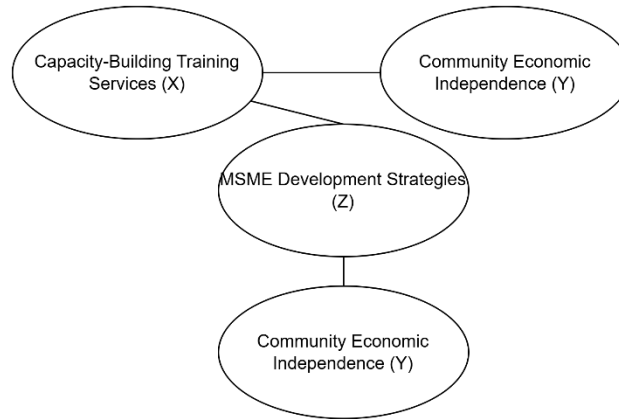 Capacity-Building Training
Services (X)
Community Economic
Independence (Y)
MSME Development Strategies
(Z)
Community Economic
Independence (Y)